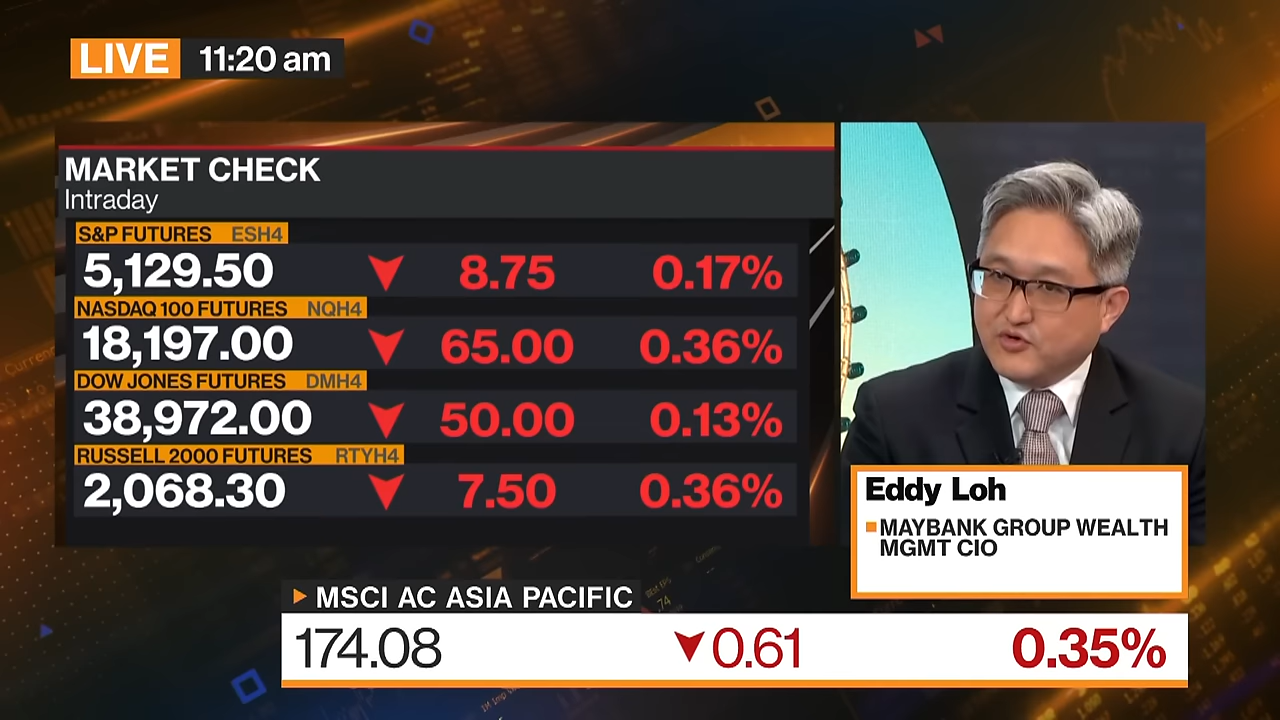 LIVE 11:20 am
MARKET CHECK
Intraday
S&P FUTURES ESH4
5,129.50 8.75 0.17%
NASDAQ 100 FUTURES NQH4
18,197.00 65.00 0.36%
DOW JONES FUTURES DMH4
38,972.00 50.00 0.13%
RUSSELL 2000 FUTURES RTYH4
2,068.30 7.50 0.36%
Eddy Loh
MAYBANK GROUP WEALTH
MGMT CIO
MSCI AC ASIA PACIFIC
174.08 0.61 0.35%